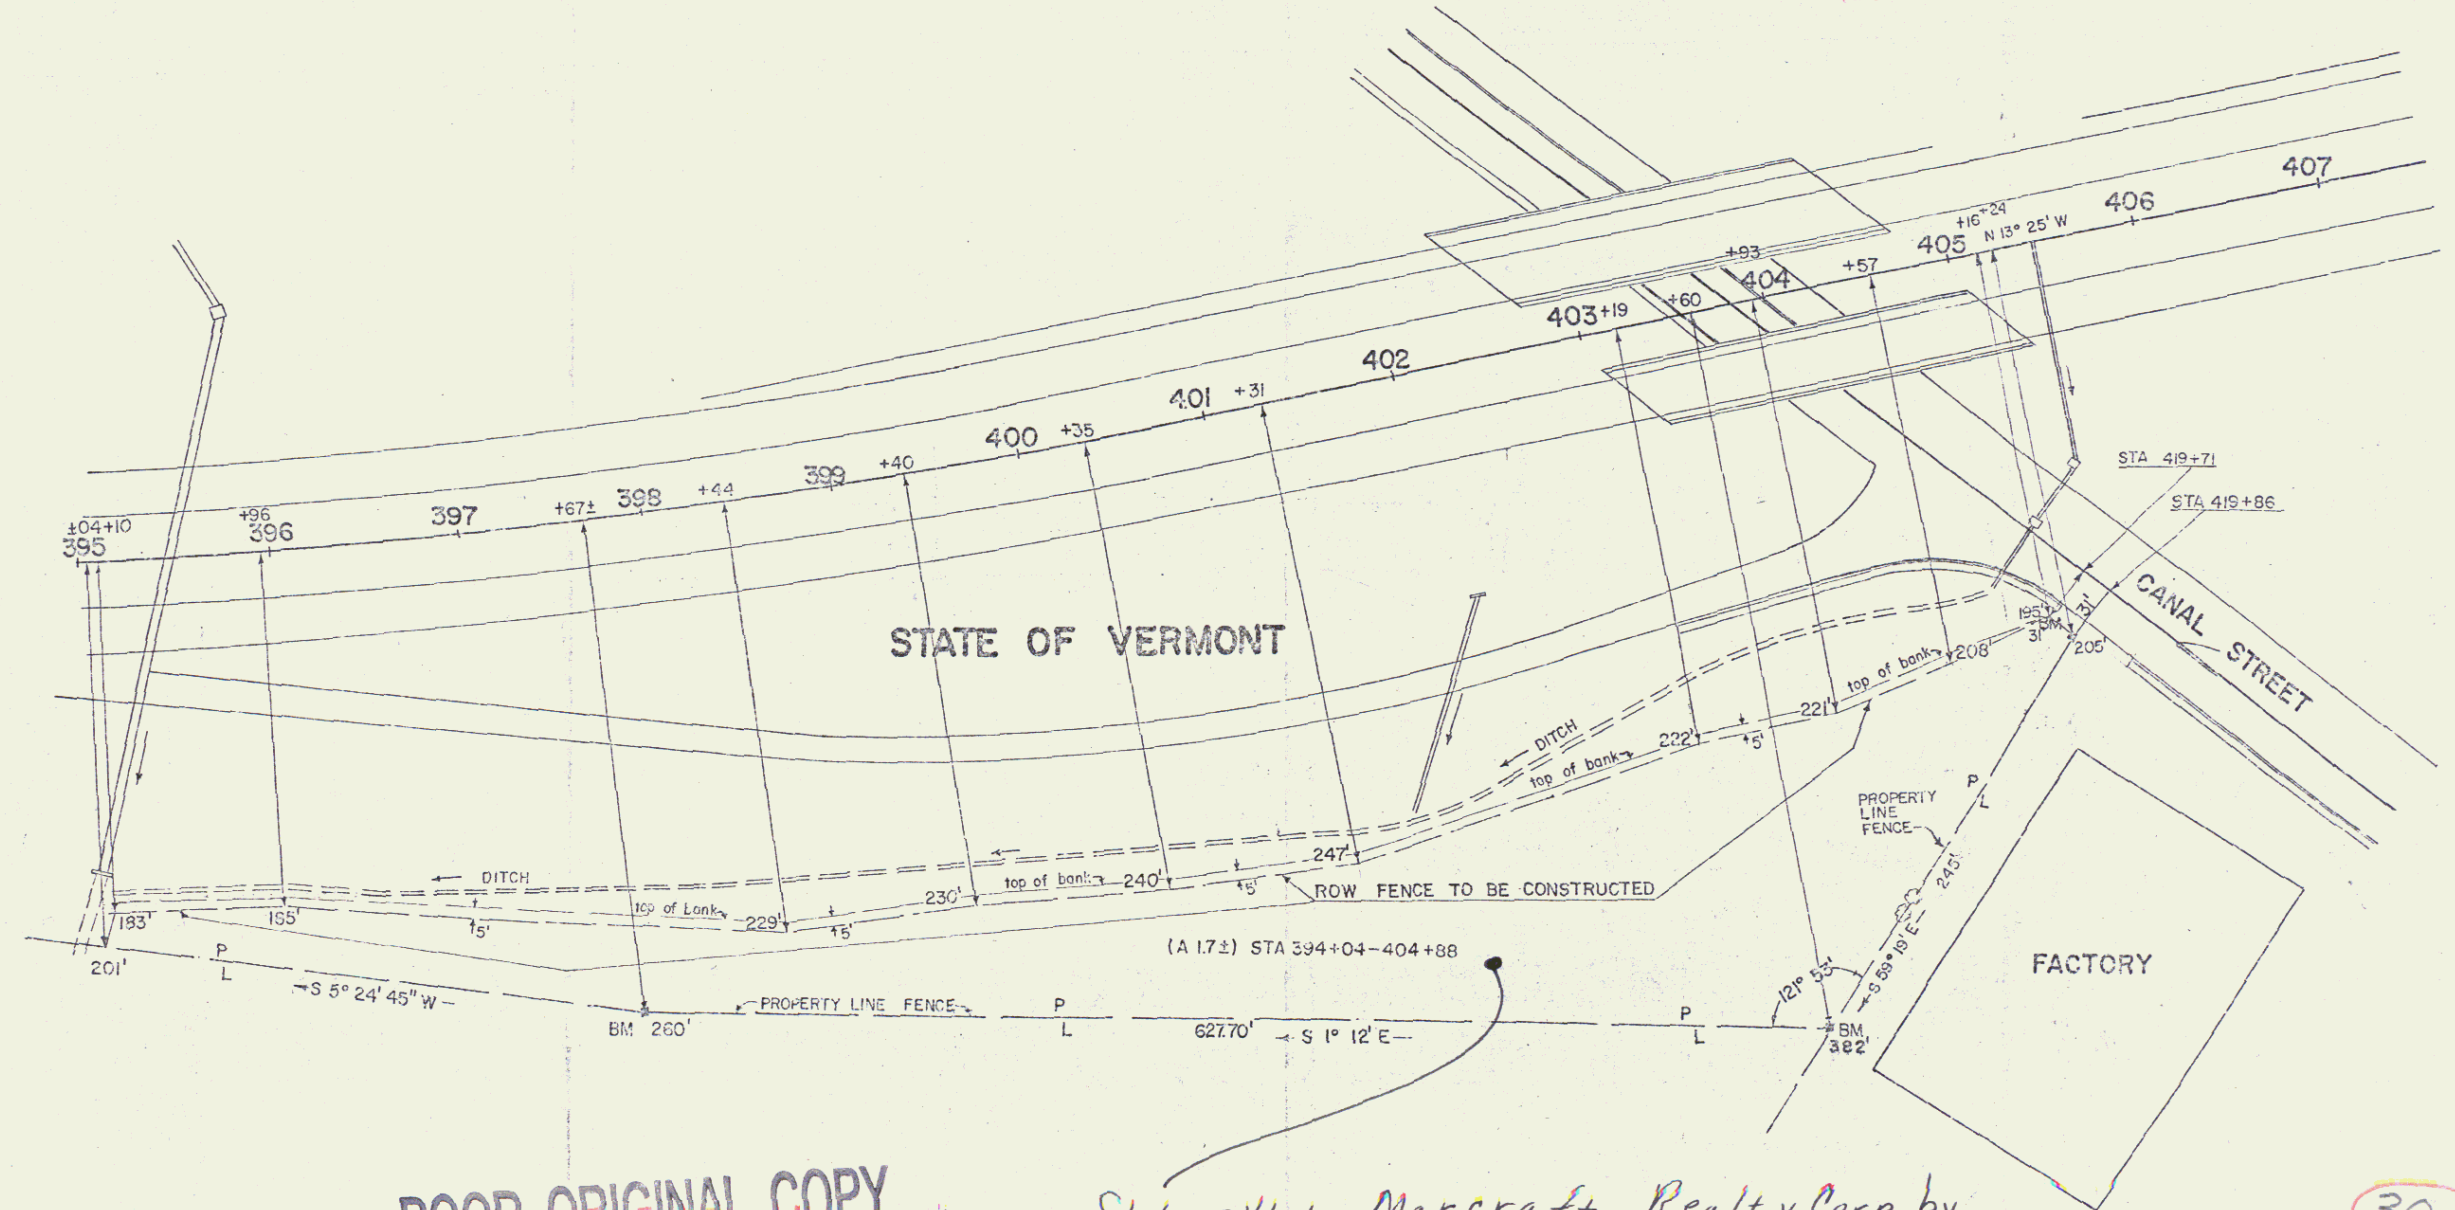 407
+16 +24
N 13° 25' W
406
405
+93
404
+57
+60
403 +19
402
+31
401
+35
400
+40
399
+44
398
+67±
397
+96
396
±04 +10
395
STA 419+71
STA 419+86
CANAL STREET
STATE OF VERMONT
31'
195'
BM
31'
205'
208'
top of bank
221'
222'
5'
top of bank
DITCH
PROPERTY
LINE
FENCE
P
L
245'
S 59° 19' E
121° 53'
FACTORY
247'
240'
5'
top of bank
230'
ROW FENCE TO BE CONSTRUCTED
DITCH
top of bank
229'
5'
5'
183'
201'
P
L
S 5° 24' 45" W
(A 1.7±) STA 394+04-404+88
BM 260'
PROPERTY LINE FENCE
P
L
627.70'
S 1° 12' E
P
L
BM
382'
POOR ORIGINAL COPY
Realty Corp by